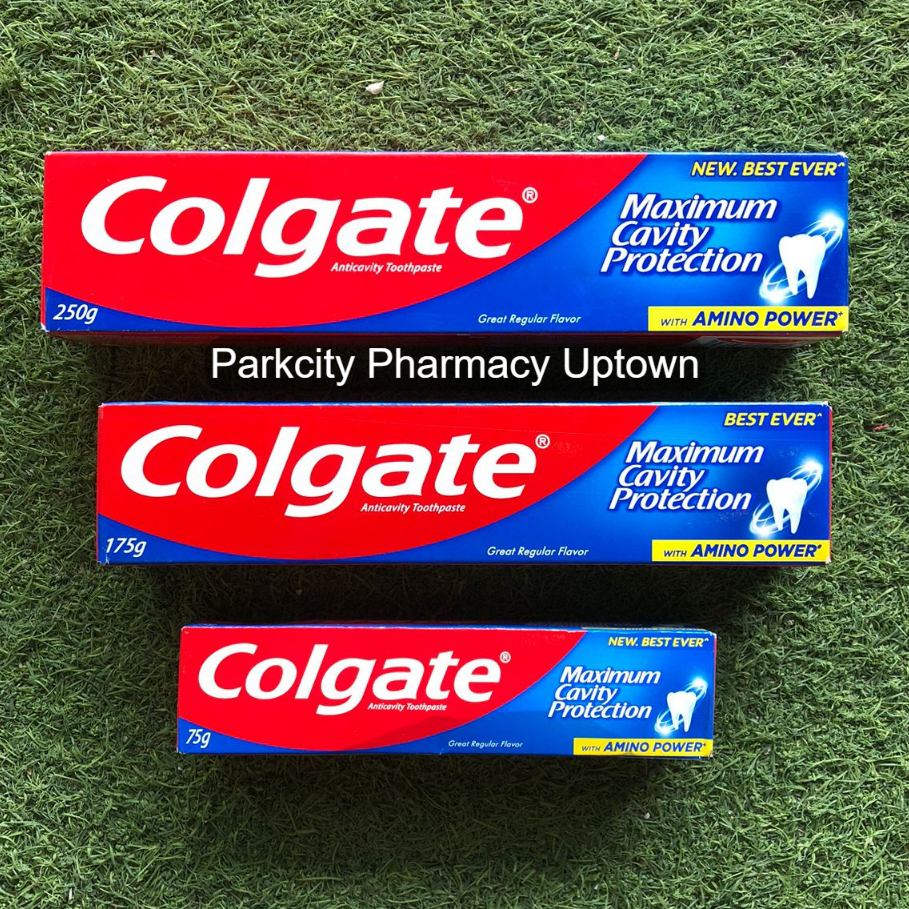 NEW. BEST EVER^
Colgate®
Maximum
Cavity
Protection
Anticavity Toothpaste
250g
Great Regular Flavor
WITH AMINO POWER+
Parkcity Pharmacy Uptown
BEST EVER^
Colgate®
Maximum
Cavity
Protection
Anticavity Toothpaste
175g
Great Regular Flavor
WITH AMINO POWER+
NEW. BEST EVER^
Colgate®
Maximum
Cavity
Protection
Anticavity Toothpaste
75g
Great Regular Flavor
WITH AMINO POWER+